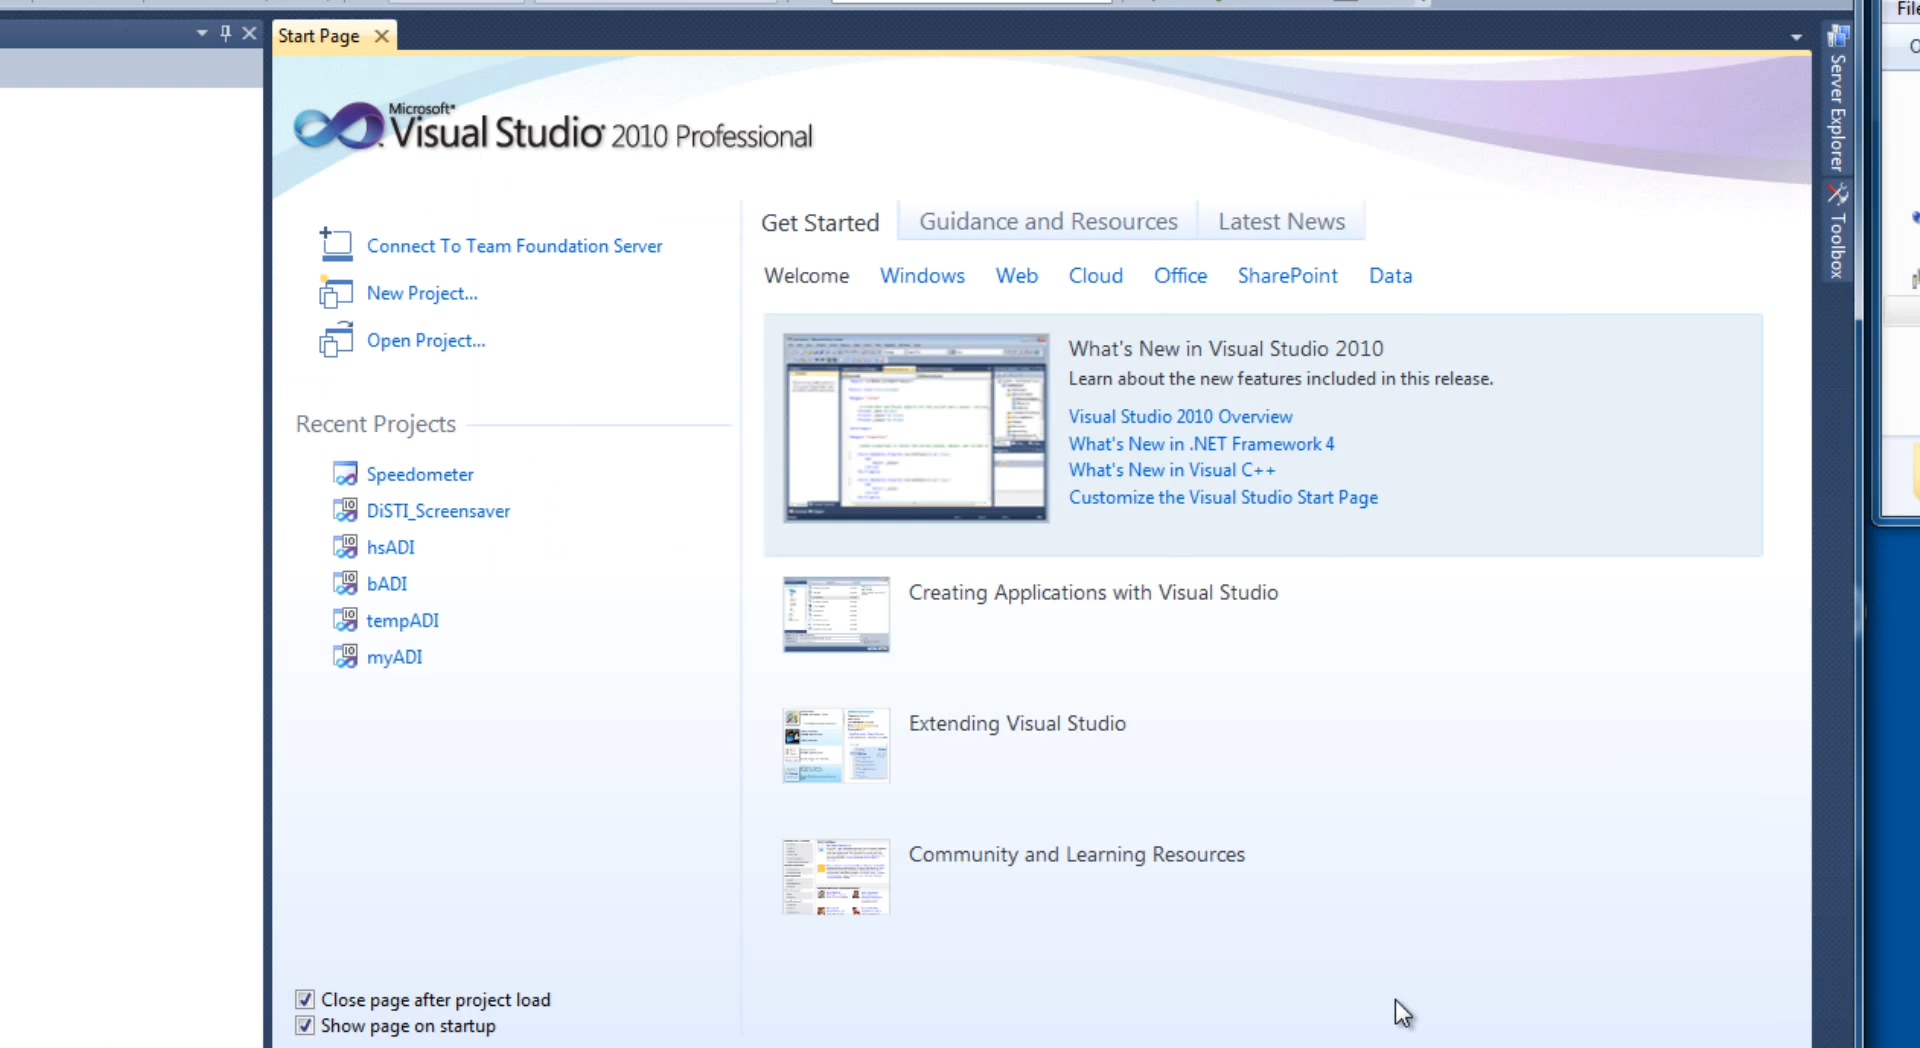 Start Page
File
Microsoft®
Visual Studio® 2010 Professional
Server Explorer
Toolbox
Connect To Team Foundation Server
New Project...
Open Project...
Recent Projects
Speedometer
DiSTI_Screensaver
hsADI
bADI
tempADI
myADI
Close page after project load
Show page on startup
Get Started Guidance and Resources Latest News
Welcome Windows Web Cloud Office SharePoint Data
What's New in Visual Studio 2010
Learn about the new features included in this release.
Visual Studio 2010 Overview
What's New in .NET Framework 4
What's New in Visual C++
Customize the Visual Studio Start Page
Creating Applications with Visual Studio
Extending Visual Studio
Community and Learning Resources